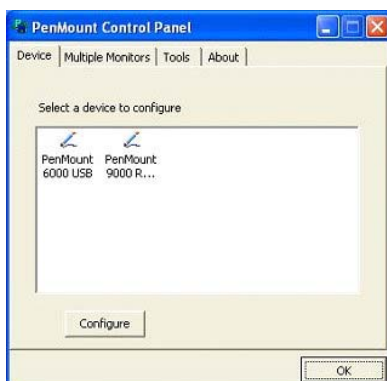 PenMount Control Panel
Device Multiple Monitors Tools About
Select a device to configure
PenMount PenMount
6000 USB 9000 R...
Configure
OK